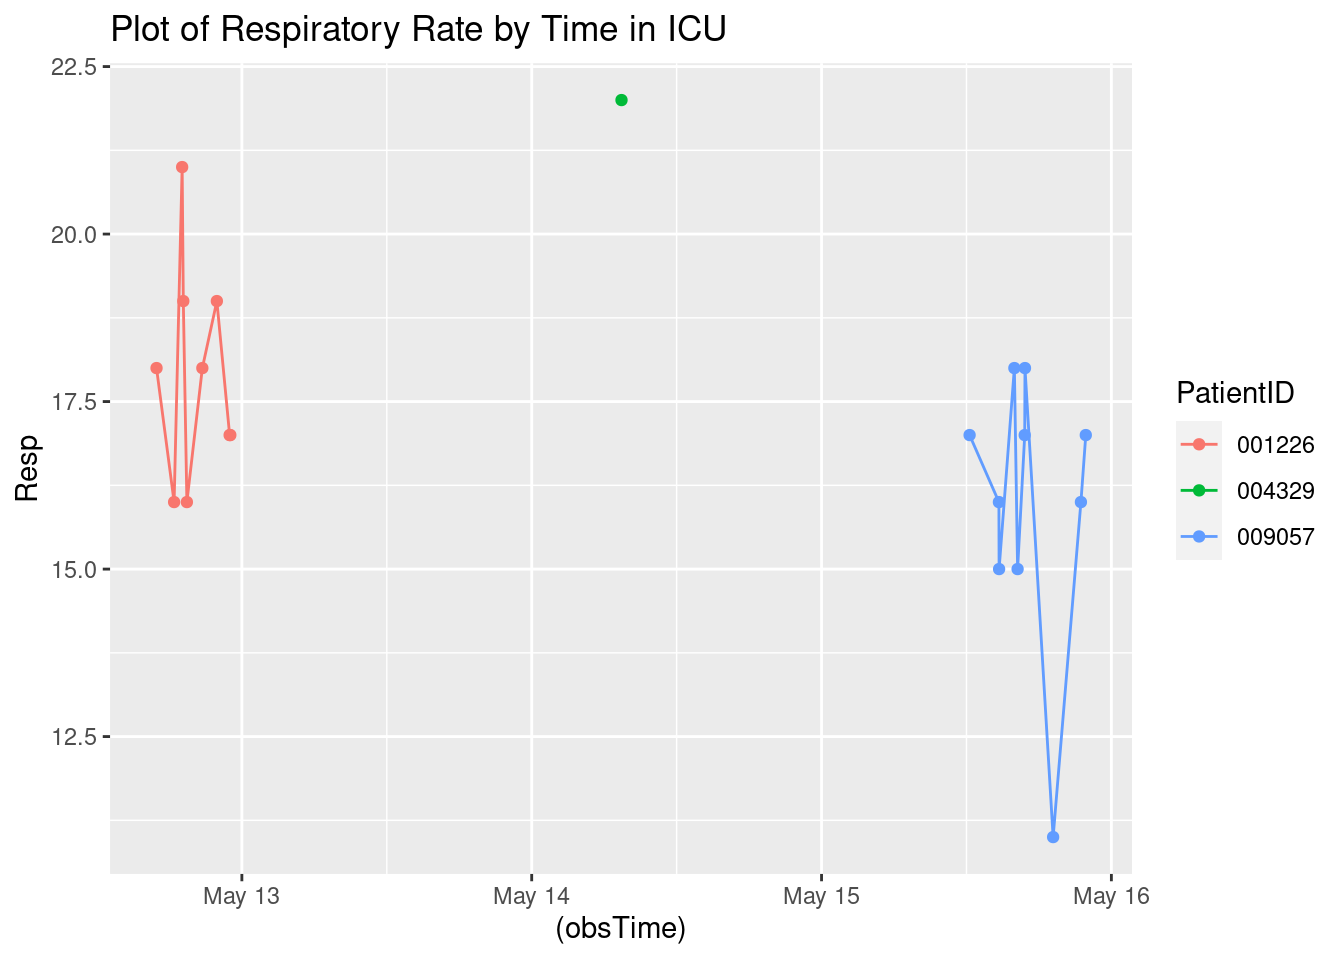 Plot of Respiratory Rate by Time in ICU
22.5
20.0
17.5
15.0
12.5
Resp
May 13
May 14
May 15
May 16
(obsTime)
PatientID
001226
004329
009057